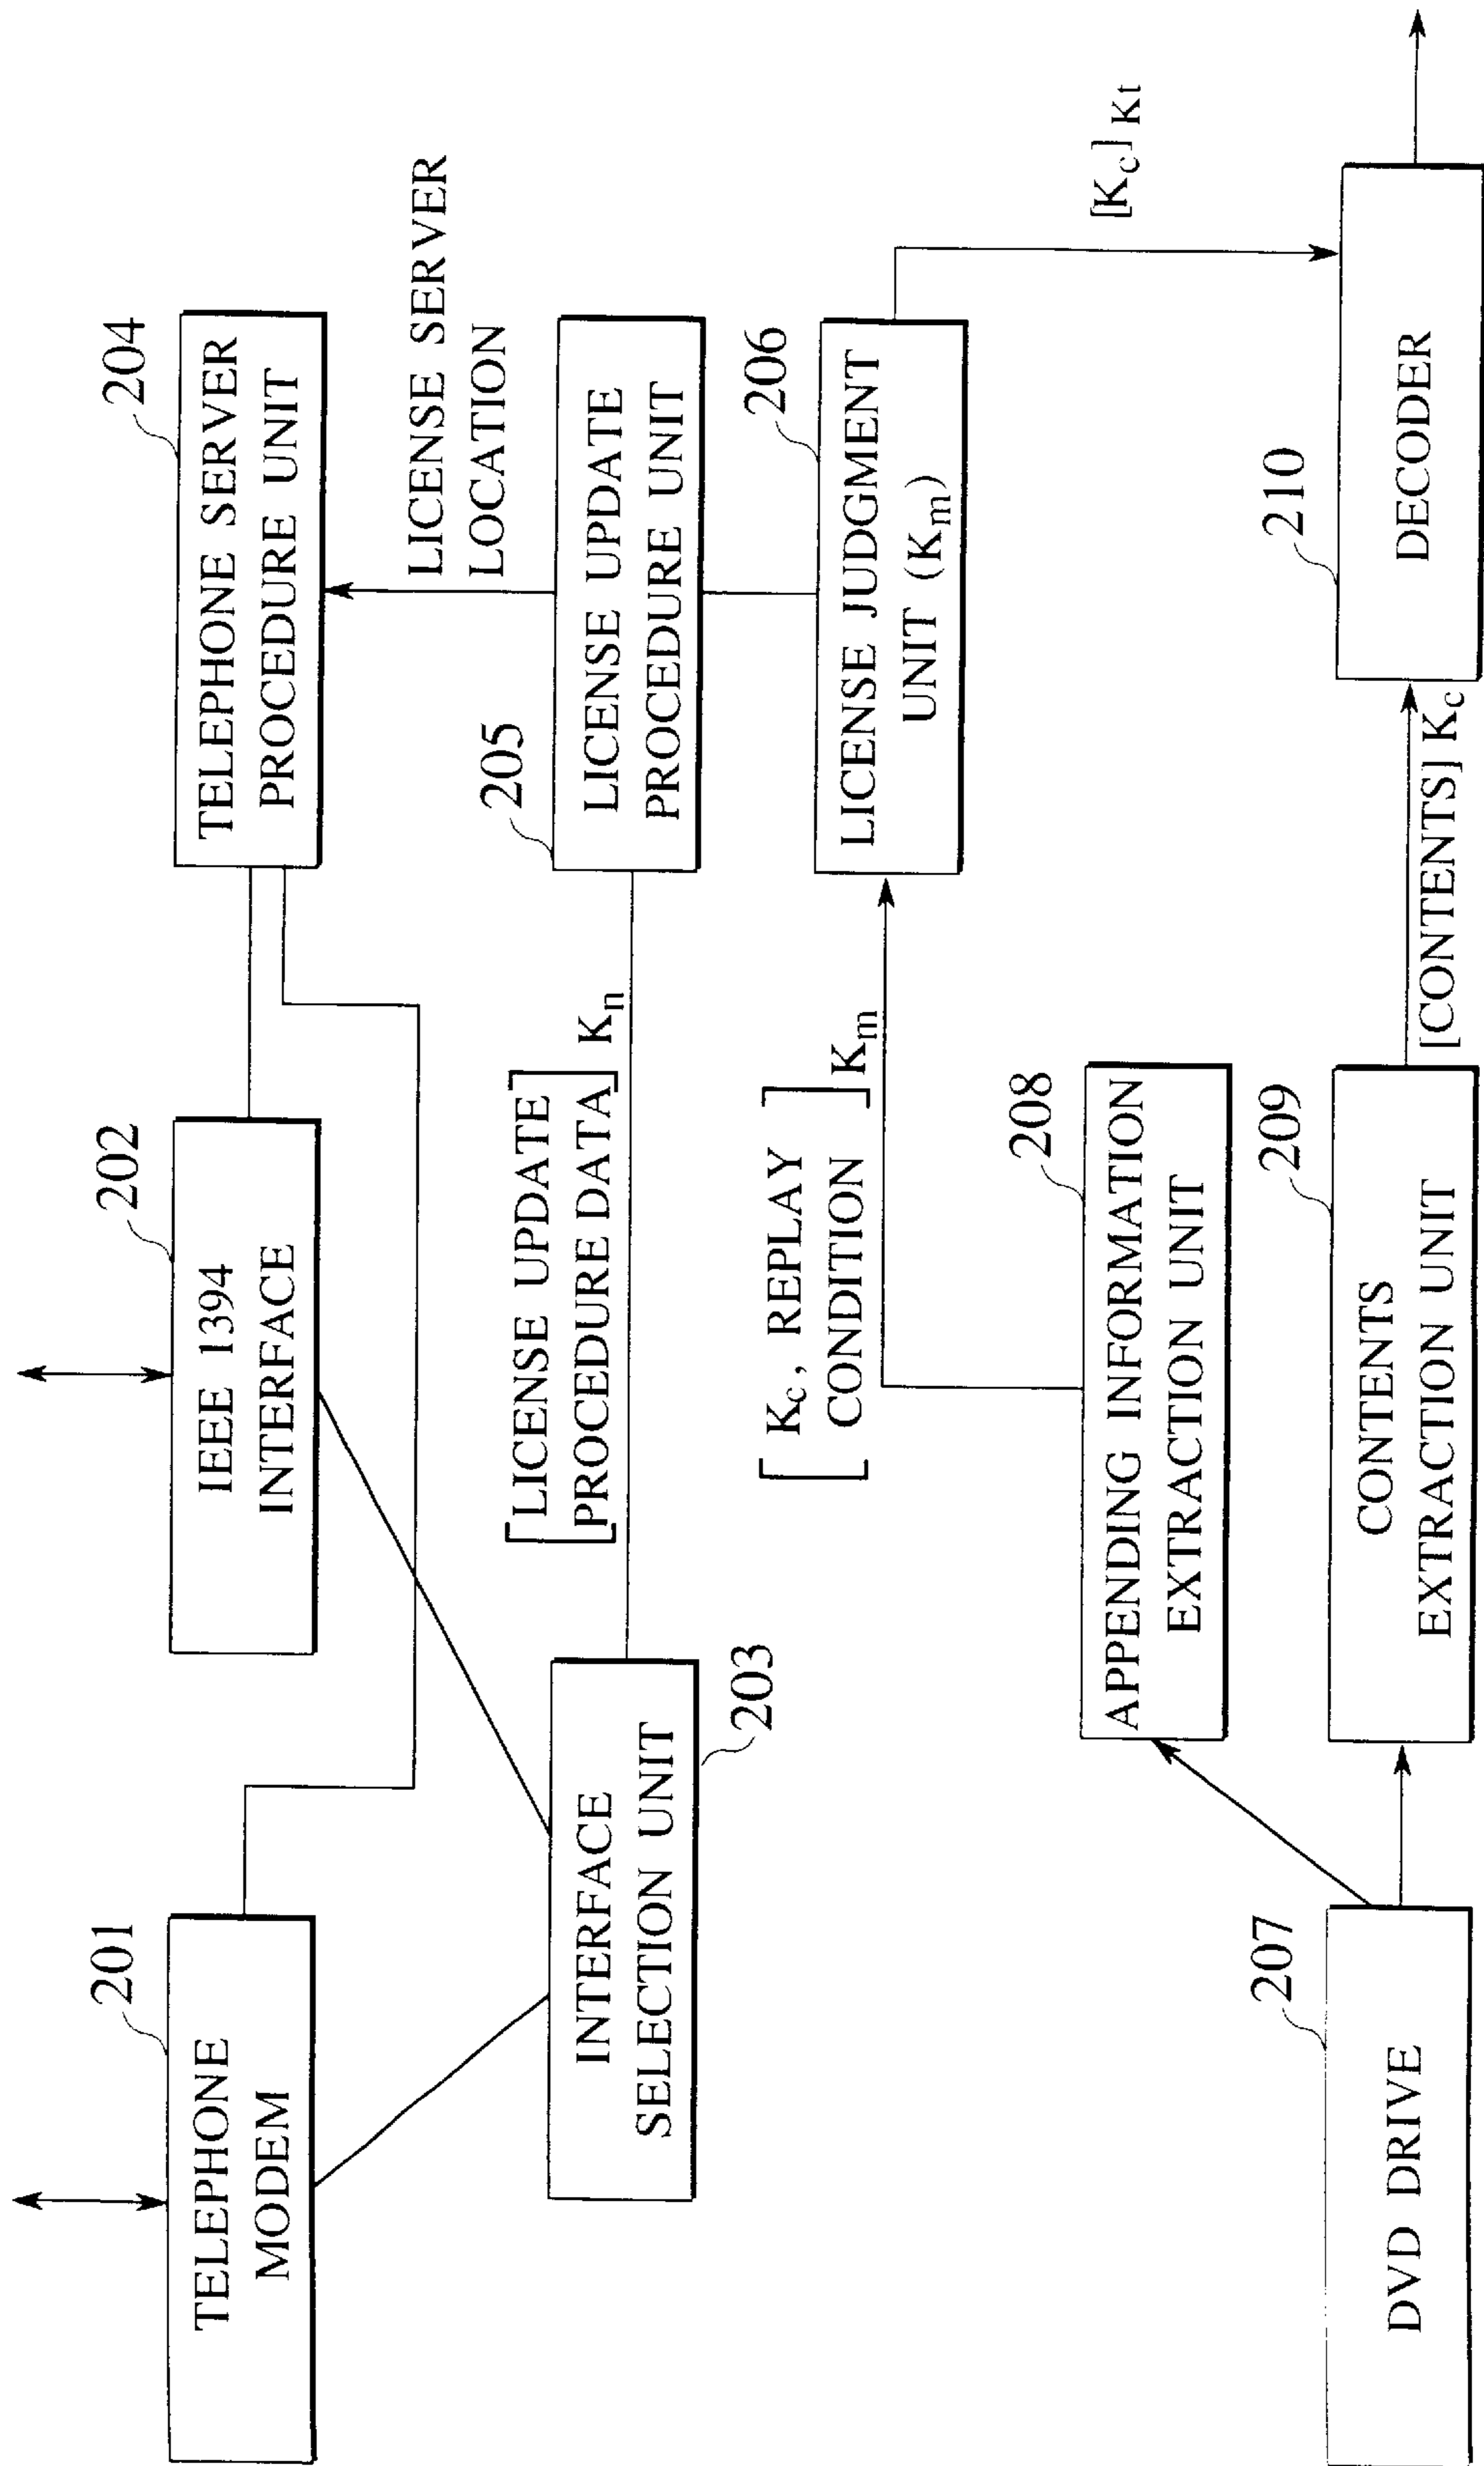 201
TELEPHONE
MODEM
202
IEEE 1394
INTERFACE
204
TELEPHONE SERVER
PROCEDURE UNIT
LICENSE SERVER
LOCATION
INTERFACE
SELECTION UNIT
203
[LICENSE UPDATE
PROCEDURE DATA] Kn
205
LICENSE UPDATE
PROCEDURE UNIT
[Kc, REPLAY
CONDITION] Km
206
LICENSE JUDGMENT
UNIT (Km)
[Kc] Kt
208
APPENDING INFORMATION
EXTRACTION UNIT
207
DVD DRIVE
209
CONTENTS
EXTRACTION UNIT
[CONTENTS] Kc
210
DECODER